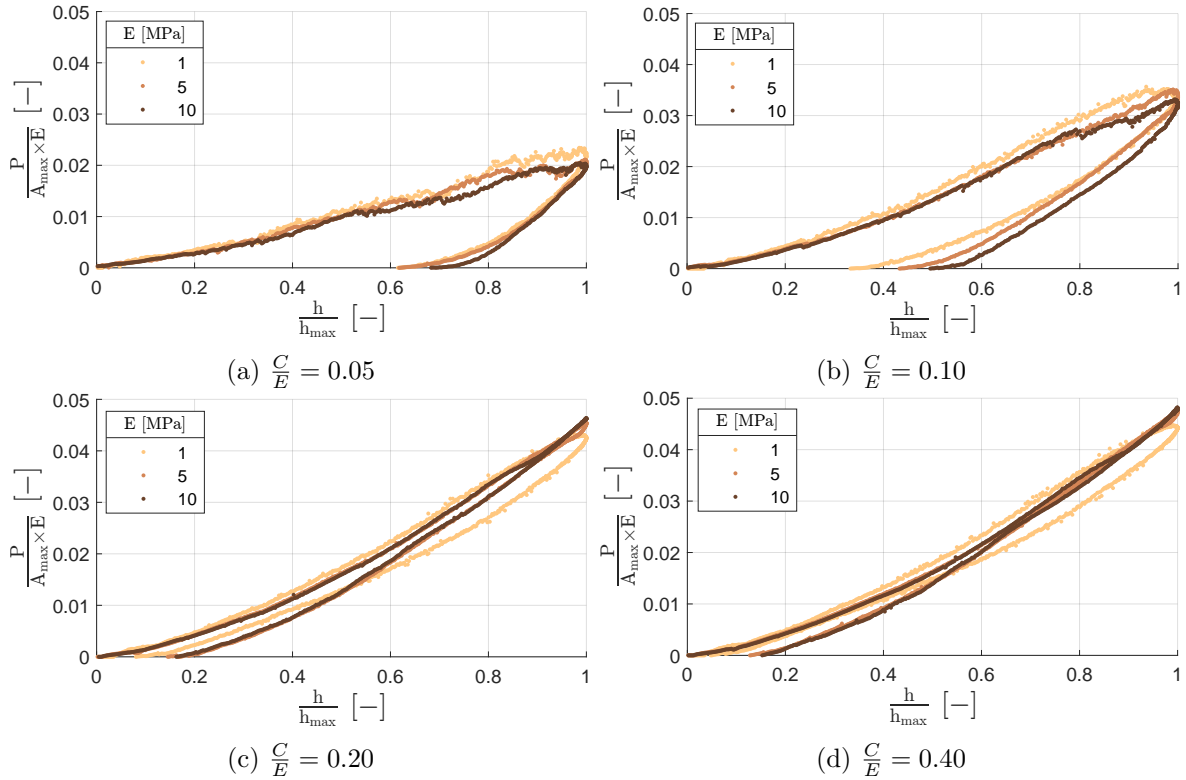 0.05
0.04
0.03
0.02
0.01
0
P
A_max×E [−]
E [MPa]
1
5
10
0 0.2 0.4 0.6 0.8 1
h
h_max [−]
(a) C/E = 0.05
0.05
0.04
0.03
0.02
0.01
0
P
A_max×E [−]
E [MPa]
1
5
10
0 0.2 0.4 0.6 0.8 1
h
h_max [−]
(b) C/E = 0.10
0.05
0.04
0.03
0.02
0.01
0
P
A_max×E [−]
E [MPa]
1
5
10
0 0.2 0.4 0.6 0.8 1
h
h_max [−]
(c) C/E = 0.20
0.05
0.04
0.03
0.02
0.01
0
P
A_max×E [−]
E [MPa]
1
5
10
0 0.2 0.4 0.6 0.8 1
h
h_max [−]
(d) C/E = 0.40